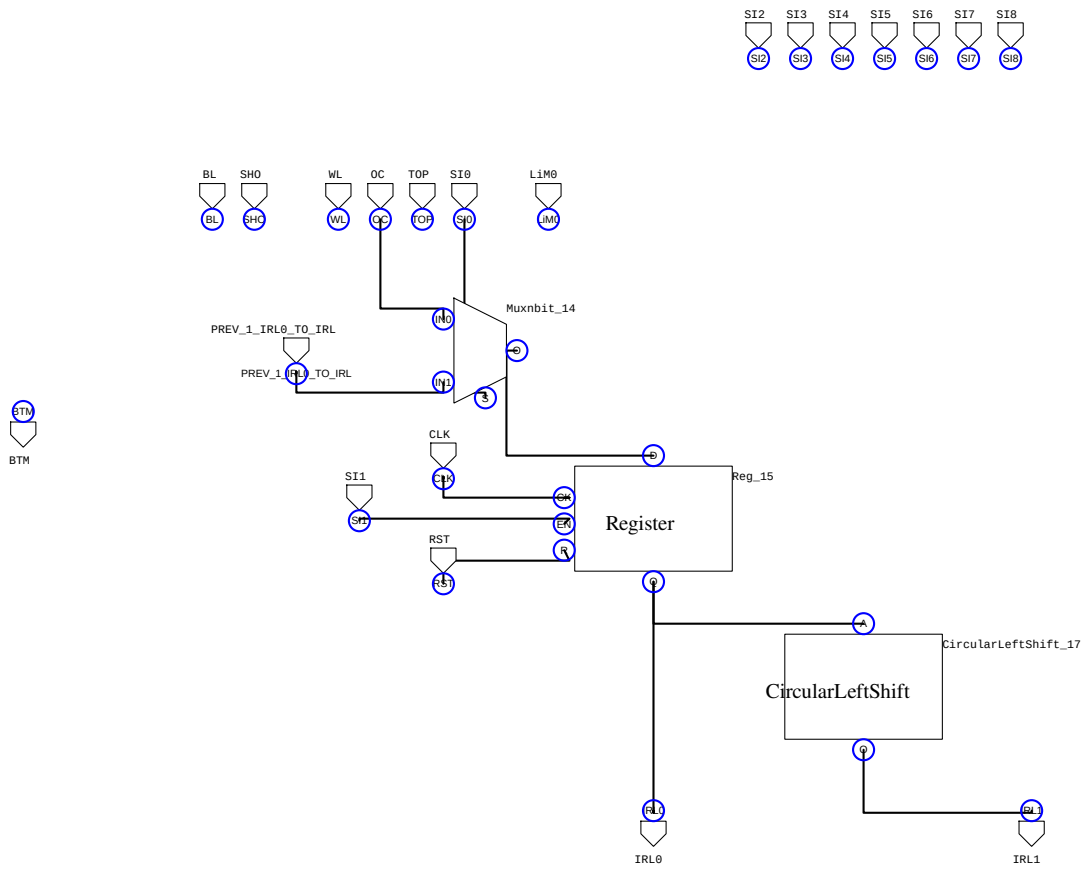 SI2 SI3 SI4 SI5 SI6 SI7 SI8
SI2 SI3 SI4 SI5 SI6 SI7 SI8
BL SHO WL OC TOP SI0 LiM0
BL SHO WL OC TOP SI0 LiM0
Muxnbit_14
IN0
PREV_1_IRL0_TO_IRL
O
PREV_1_IRL0_TO_IRL
IN1
S
BTM
BTM
CLK
D
SI1
CLK
Reg_15
CK
SI1
EN
Register
RST
R
RST
Q
A
CircularLeftShift_17
CircularLeftShift
O
IRL0
IRL1